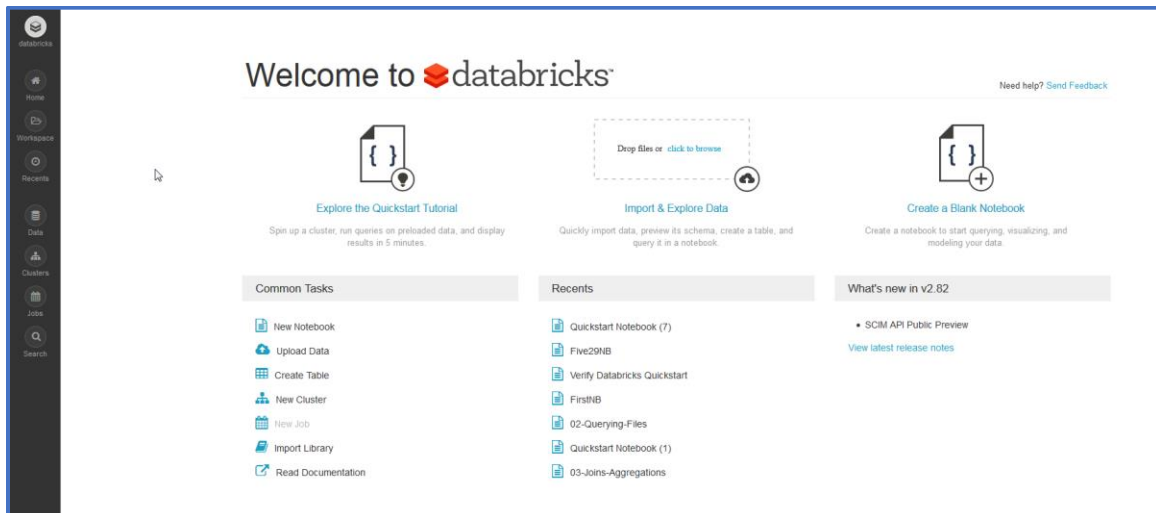 databricks
Home
Workspace
Recents
Data
Clusters
Jobs
Search
Welcome to databricks
Need help? Send Feedback
{ }
Explore the Quickstart Tutorial
Spin up a cluster, run queries on preloaded data, and display
results in 5 minutes.
Drop files or click to browse
Import & Explore Data
Quickly import data, preview its schema, create a table, and
query it in a notebook.
{ }
Create a Blank Notebook
Create a notebook to start querying, visualizing, and
modeling your data.
Common Tasks
New Notebook
Upload Data
Create Table
New Cluster
New Job
Import Library
Read Documentation
Recents
Quickstart Notebook (7)
Five29NB
Verify Databricks Quickstart
FirstNB
02-Querying-Files
Quickstart Notebook (1)
03-Joins-Aggregations
What's new in v2.82
• SCIM API Public Preview
View latest release notes